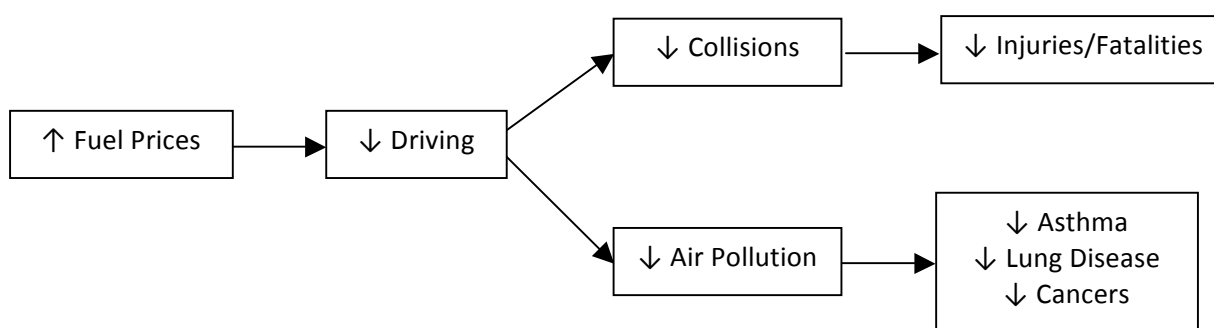 ↓ Collisions
↓ Injuries/Fatalities
↑ Fuel Prices
↓ Driving
↓ Air Pollution
↓ Asthma
↓ Lung Disease
↓ Cancers